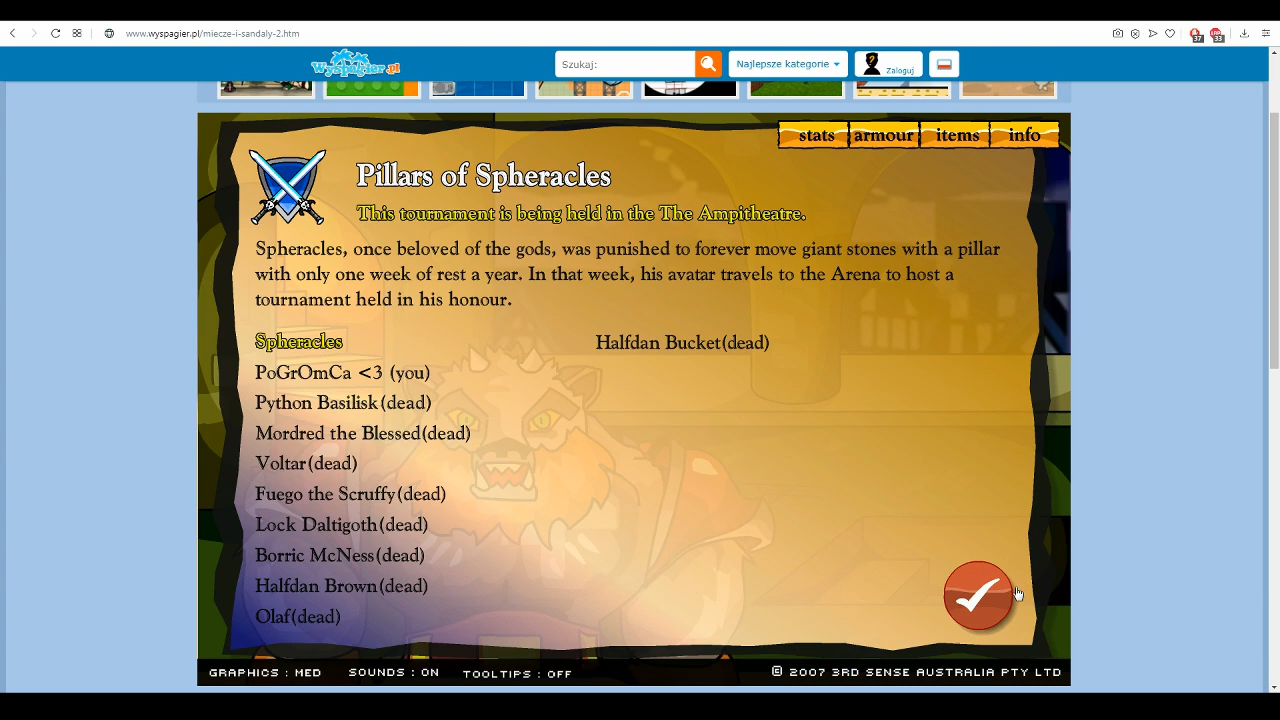 www.wyspagier.pl/miecze-i-sandaly-2.htm
37
33
Wyspagier.pl
Szukaj:
Najlepsze kategorie
Zaloguj
stats
armour
items
info
Pillars of Spheracles
This tournament is being held in the The Ampitheatre.
Spheracles, once beloved of the gods, was punished to forever move giant stones with a pillar
with only one week of rest a year. In that week, his avatar travels to the Arena to host a
tournament held in his honour.
Spheracles
Halfdan Bucket(dead)
PoGrOmCa <3 (you)
Python Basilisk(dead)
Mordred the Blessed(dead)
Voltar(dead)
Fuego the Scruffy(dead)
Lock Daltigoth(dead)
Borric McNess(dead)
Halfdan Brown(dead)
Olaf(dead)
GRAPHICS : MED
SOUNDS : ON
TOOLTIPS : OFF
© 2007 3RD SENSE AUSTRALIA PTY LTD